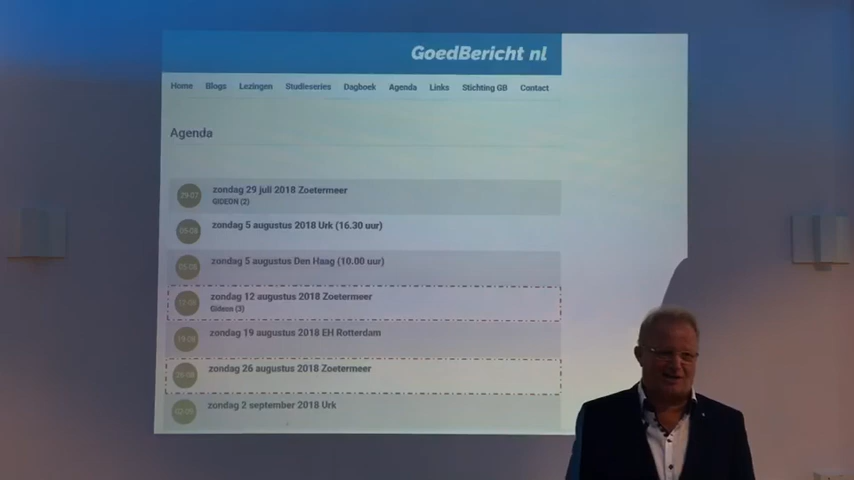 GoedBericht nl
Home Blogs Lezingen Studieseries Dagboek Agenda Links Stichting GB Contact
Agenda
29-07 zondag 29 juli 2018 Zoetermeer
GIDEON (2)
05-08 zondag 5 augustus 2018 Urk (16.30 uur)
05-08 zondag 5 augustus Den Haag (10.00 uur)
12-08 zondag 12 augustus 2018 Zoetermeer
Gideon (3)
19-08 zondag 19 augustus 2018 EH Rotterdam
26-08 zondag 26 augustus 2018 Zoetermeer
02-09 zondag 2 september 2018 Urk